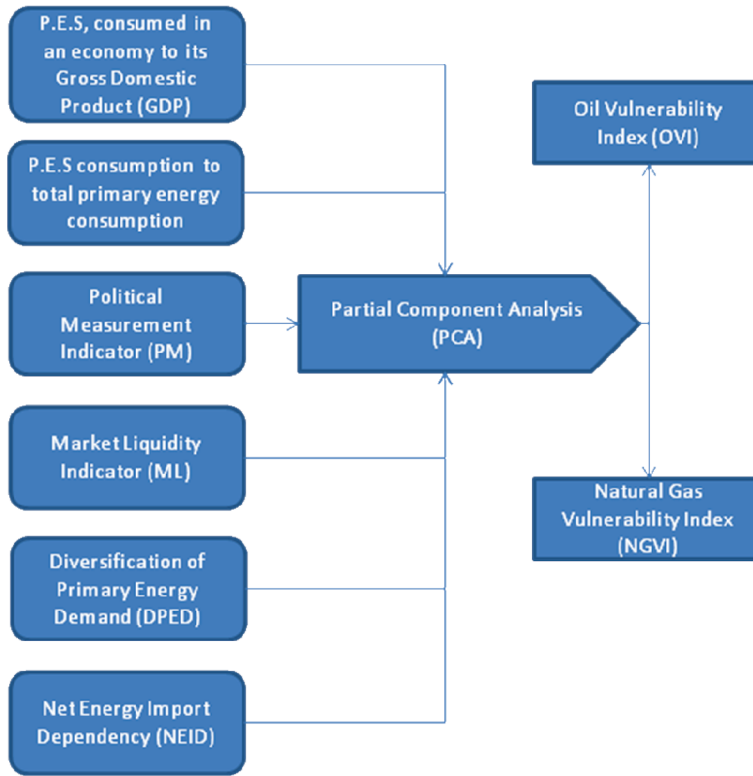 P.E.S, consumed in
an economy to its
Gross Domestic
Product (GDP)
P.E.S consumption to
total primary energy
consumption
Political
Measurement
Indicator (PM)
Market Liquidity
Indicator (ML)
Diversification of
Primary Energy
Demand (DPED)
Net Energy Import
Dependency (NEID)
Partial Component Analysis
(PCA)
Oil Vulnerability
Index (OVI)
Natural Gas
Vulnerability Index
(NGVI)